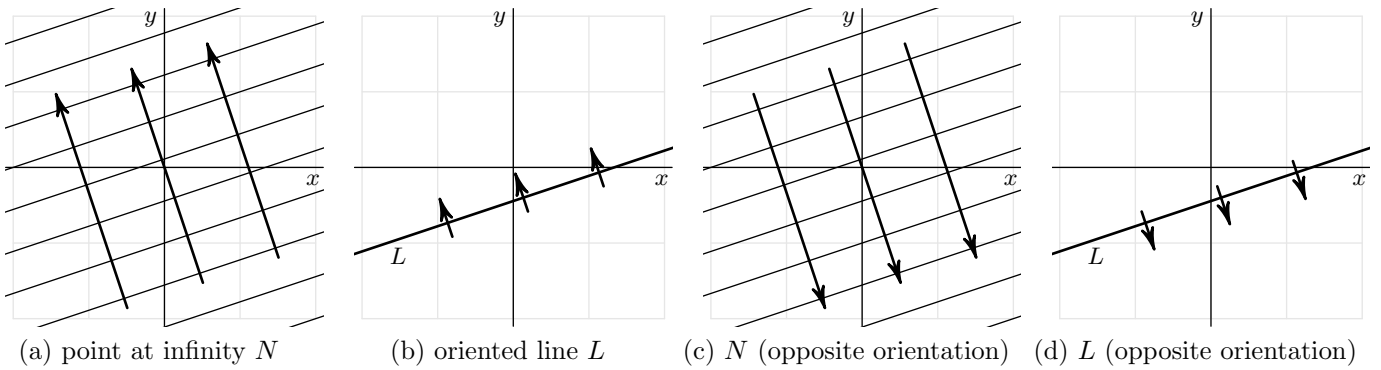 y
x
y
x
L
y
x
y
x
L
(a) point at infinity N
(b) oriented line L
(c) N (opposite orientation)
(d) L (opposite orientation)